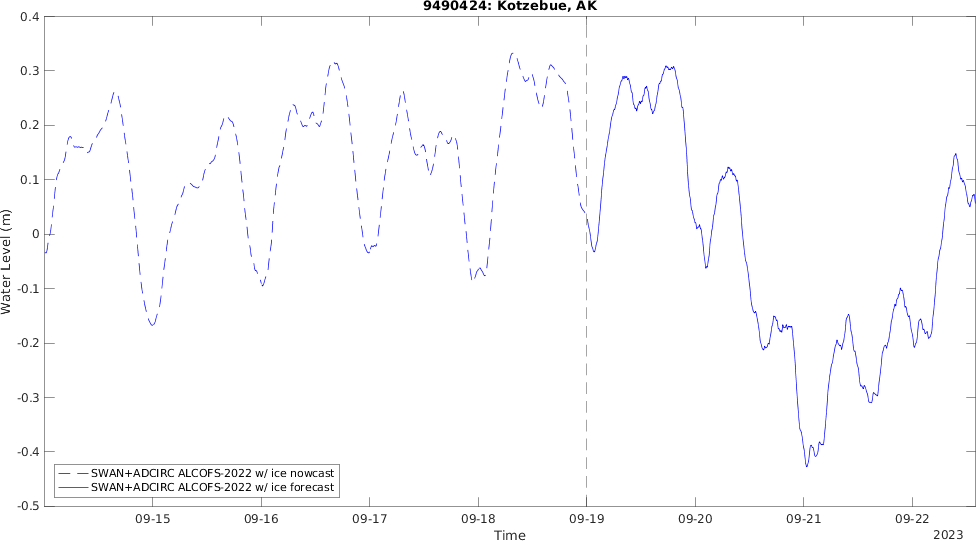 9490424: Kotzebue, AK
0.4
0.3
0.2
0.1
0
-0.1
-0.2
-0.3
-0.4
-0.5
Water Level (m)
SWAN+ADCIRC ALCOFS-2022 w/ ice nowcast
SWAN+ADCIRC ALCOFS-2022 w/ ice forecast
09-15 09-16 09-17 09-18 09-19 09-20 09-21 09-22
Time
2023